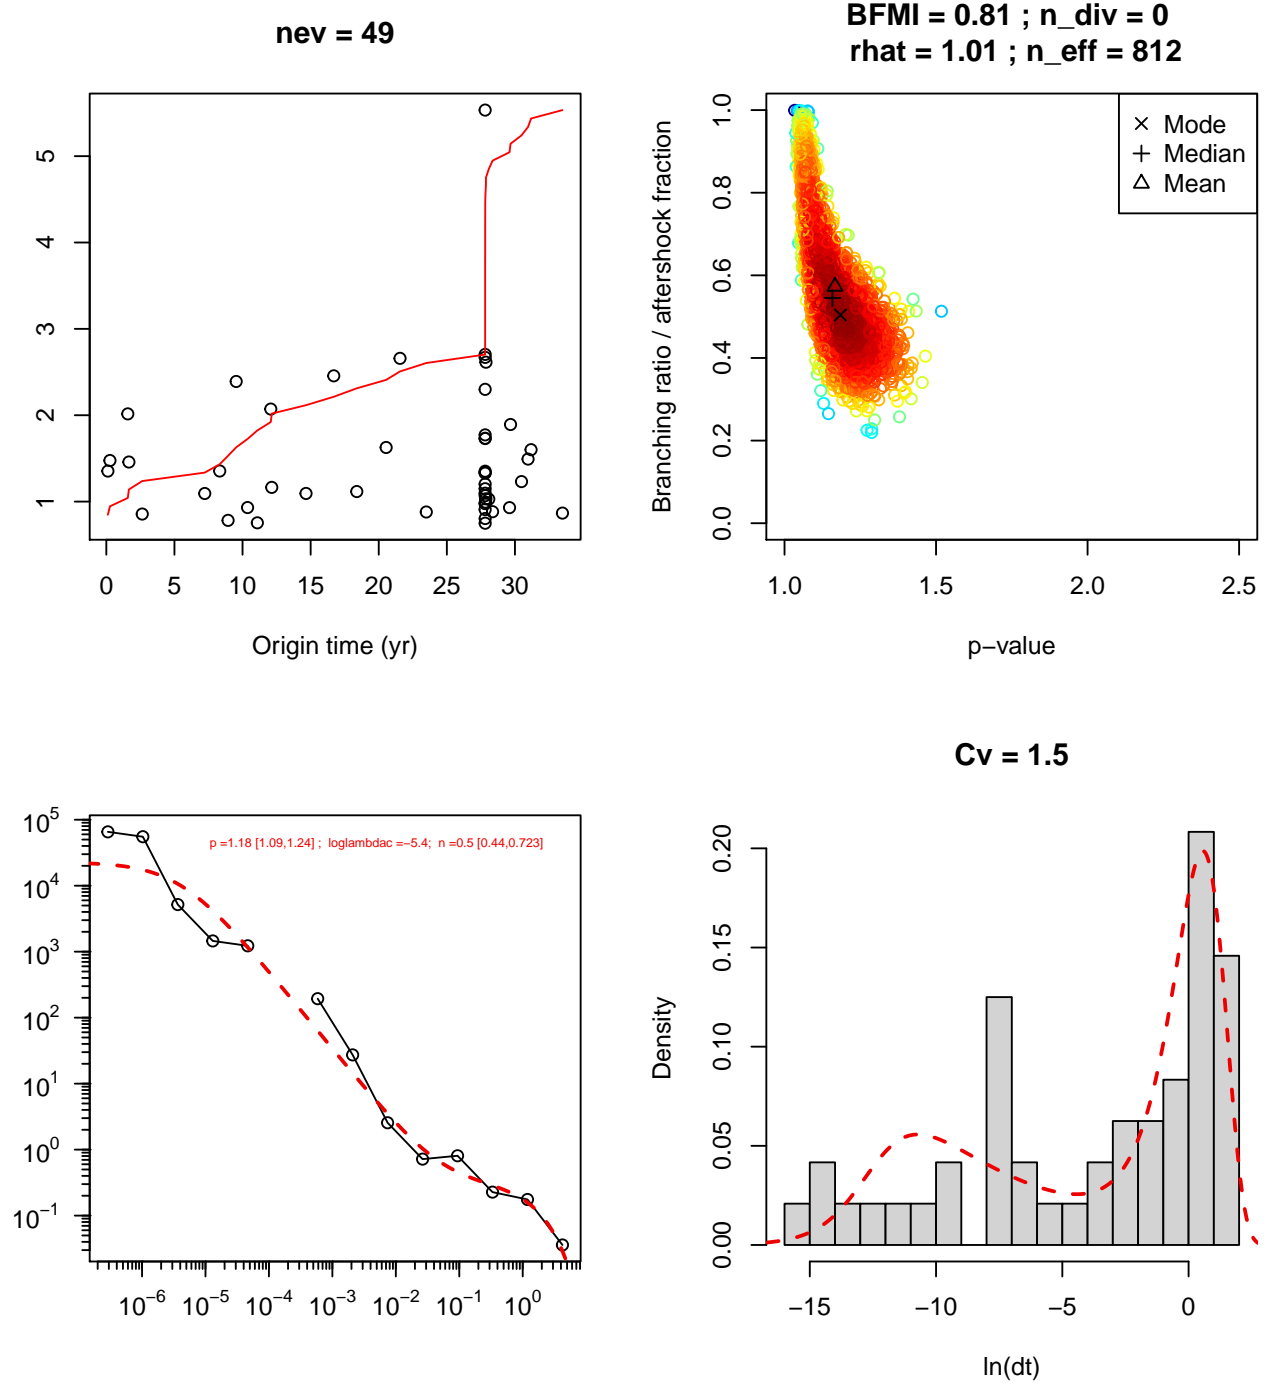 nev = 49
5
4
3
2
1
0 5 10 15 20 25 30
Origin time (yr)
BFMI = 0.81 ; n_div = 0
rhat = 1.01 ; n_eff = 812
Branching ratio / aftershock fraction
1.0
0.8
0.6
0.4
0.2
0.0
Mode
Median
Mean
1.0 1.5 2.0 2.5
p−value
10^5
10^4
10^3
10^2
10^1
10^0
10^−1
p =1.18 [1.09,1.24] ; loglambdac =−5.4; n =0.5 [0.44,0.723]
10^−6 10^−5 10^−4 10^−3 10^−2 10^−1 10^0
Cv = 1.5
Density
0.20
0.15
0.10
0.05
0.00
−15 −10 −5 0
ln(dt)